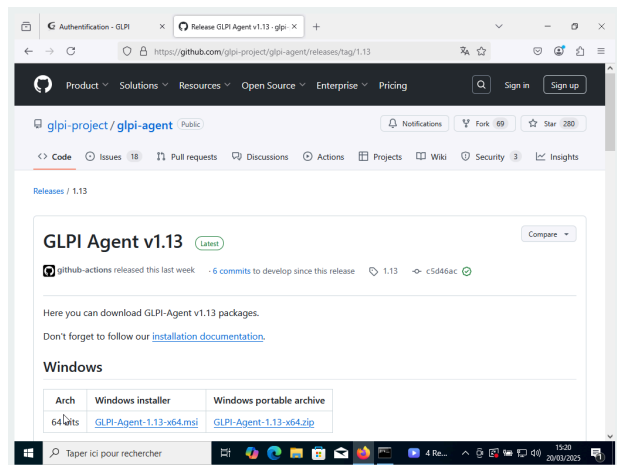 Authentification - GLPI
Release GLPI Agent v1.13 · glpi-
https://github.com/glpi-project/glpi-agent/releases/tag/1.13
Product Solutions Resources Open Source Enterprise Pricing Sign in Sign up
glpi-project / glpi-agent Public Notifications Fork 69 Star 280
Code Issues 18 Pull requests Discussions Actions Projects Wiki Security 3 Insights
Releases / 1.13
GLPI Agent v1.13 Latest Compare
github-actions released this last week · 6 commits to develop since this release 1.13 c5d46ac
Here you can download GLPI-Agent v1.13 packages.
Don't forget to follow our installation documentation.
Windows
Arch Windows installer Windows portable archive
64 bits GLPI-Agent-1.13-x64.msi GLPI-Agent-1.13-x64.zip
Taper ici pour rechercher 4 Re... 15:20
20/03/2025